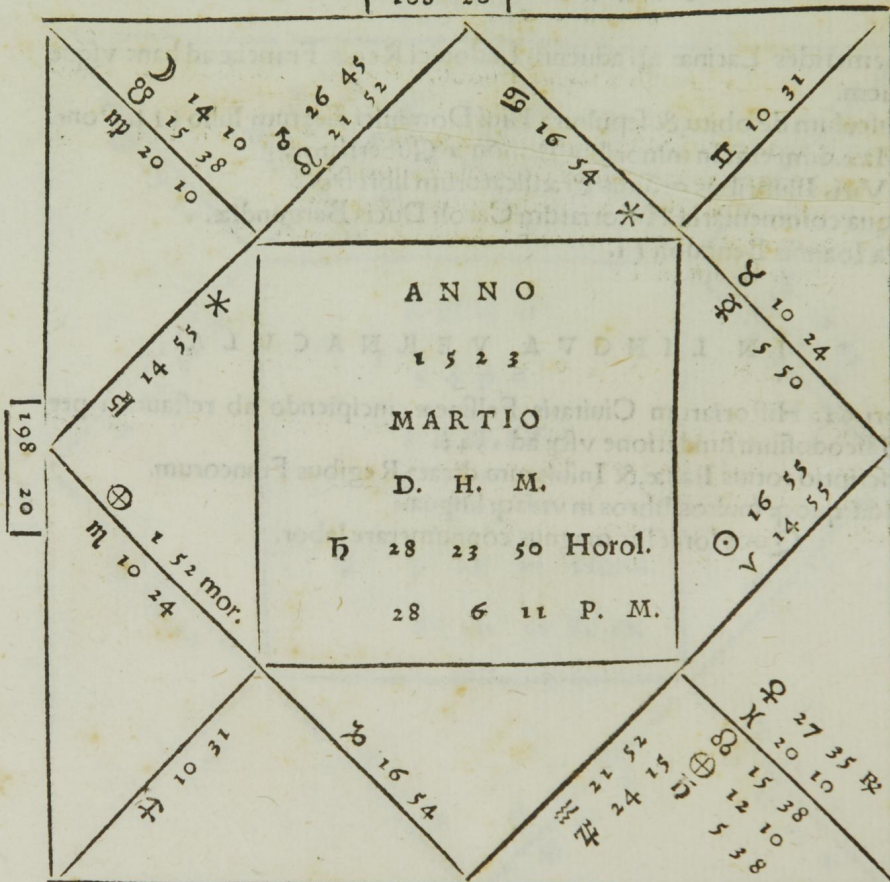 ☽ 14 10
☋ 15 38
♍ 20 10
♂ 26 45
♌ 21 52
♋ 16 54
♊ 10 31
♉ 10 24
☿ 5 50
☉ 16 55
♈ 14 55
♎ 14 55
198 20
⊗ 1 52 mor.
♏ 10 24
ANNO
1523
MARTIO
D. H. M.
♄ 28 23 50 Horol.
28 6 11 P. M.
♐ 10 31
♑ 16 54
♒ 21 52
♃ 24 15
♀ 27 35 ℞
♓ 20 10
☊ 15 38
⊗ 12 10
♄ 5 38